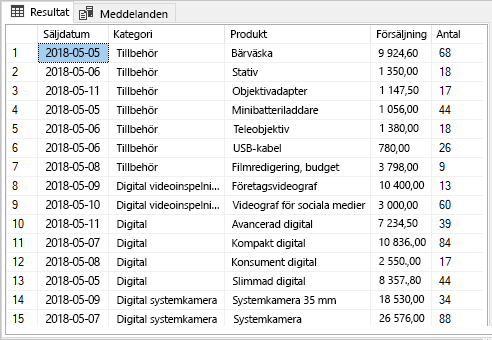 Resultat Meddelanden
Säljdatum Kategori Produkt Försäljning Antal
1 2018-05-05 Tillbehör Bärväska 9 924,60 68
2 2018-05-06 Tillbehör Stativ 1 350,00 18
3 2018-05-11 Tillbehör Objektivadapter 1 147,50 17
4 2018-05-05 Tillbehör Minibatteriladdare 1 056,00 44
5 2018-05-06 Tillbehör Teleobjektiv 1 380,00 18
6 2018-05-06 Tillbehör USB-kabel 780,00 26
7 2018-05-08 Tillbehör Filmredigering, budget 3 798,00 9
8 2018-05-09 Digital videoinspelni... Företagsvideograf 10 400,00 13
9 2018-05-10 Digital videoinspelni... Videograf för sociala medier 3 000,00 60
10 2018-05-11 Digital Avancerad digital 7 234,50 39
11 2018-05-07 Digital Kompakt digital 10 836.,00 84
12 2018-05-08 Digital Konsument digital 2 550.,00 17
13 2018-05-05 Digital Slimmad digital 8 357.,80 44
14 2018-05-09 Digital systemkamera Systemkamera 35 mm 18 530,00 34
15 2018-05-07 Digital systemkamera Systemkamera 26 576,00 88